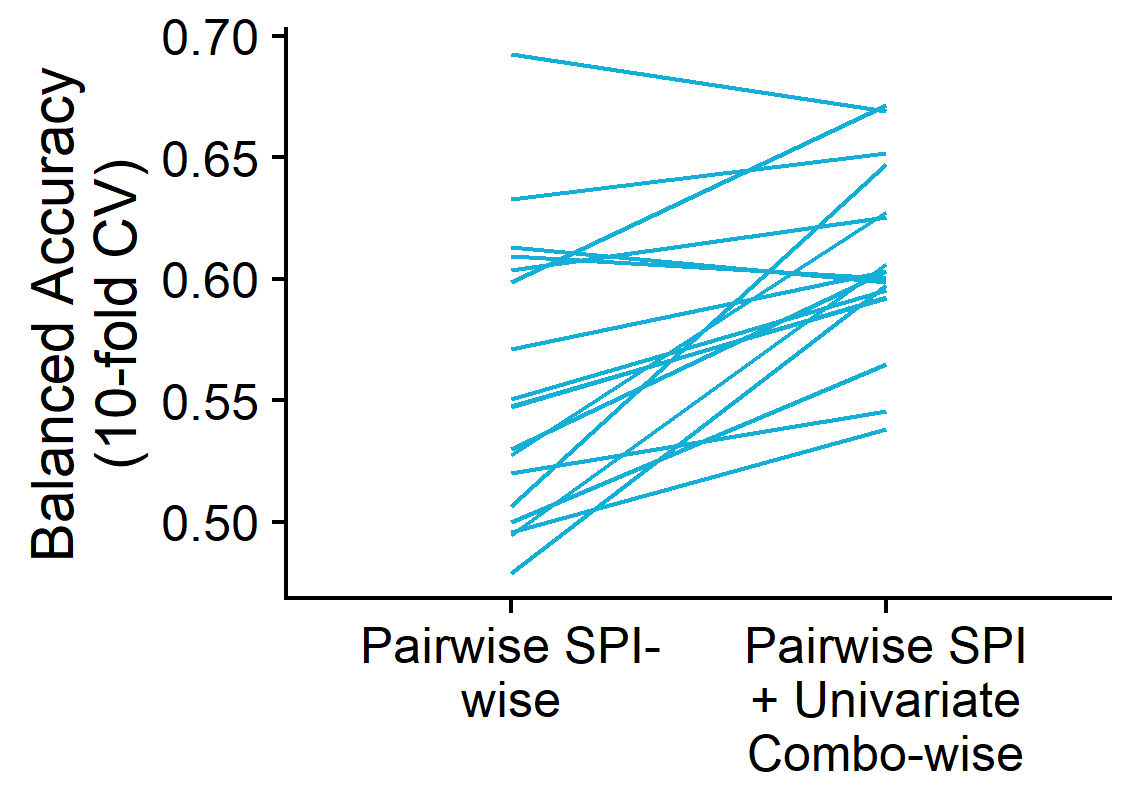 Balanced Accuracy
(10-fold CV)
0.70
0.65
0.60
0.55
0.50
Pairwise SPI-
wise
Pairwise SPI
+ Univariate
Combo-wise